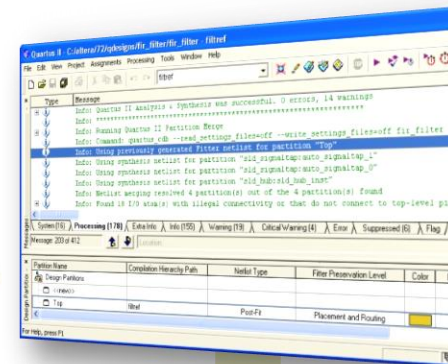 Quartus II - C:/altera/72/qdesigns/fir_filter/fir_filter - filtref
File Edit View Project Assignments Processing Tools Window Help
filtref
Type Message
Info: Quartus II Analysis & Synthesis was successful. 0 errors, 14 warnings
Info: ************************************************************
Info: Running Quartus II Partition Merge
Info: Command: quartus_cdb --read_settings_files=off --write_settings_files=off fir_filter
Info: Using previously generated Fitter netlist for partition "Top"
Info: Using synthesis netlist for partition "sld_signaltap:auto_signaltap_1"
Info: Using synthesis netlist for partition "sld_signaltap:auto_signaltap_0"
Info: Using synthesis netlist for partition "sld_hub:sld_hub_inst"
Info: Netlist merging resolved 4 partition(s) out of the 4 partition(s) found
Info: Found 18 I/O atom(s) with illegal connectivity or that do not connect to top-level pi
System (16) Processing (178) Extra Info Info (155) Warning (19) Critical Warning (4) Error Suppressed (6) Flag
Messages
Message: 200 of 412 Location:
Partition Name Compilation Hierarchy Path Netlist Type Fitter Preservation Level Color
Design Partitions
<<new>>
Top filtref Post-Fit Placement and Routing
Design Partition
For Help, press F1